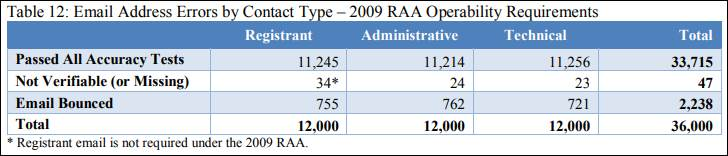 Table 12: Email Address Errors by Contact Type – 2009 RAA Operability Requirements
Registrant Administrative Technical Total
Passed All Accuracy Tests 11,245 11,214 11,256 33,715
Not Verifiable (or Missing) 34* 24 23 47
Email Bounced 755 762 721 2,238
Total 12,000 12,000 12,000 36,000
* Registrant email is not required under the 2009 RAA.